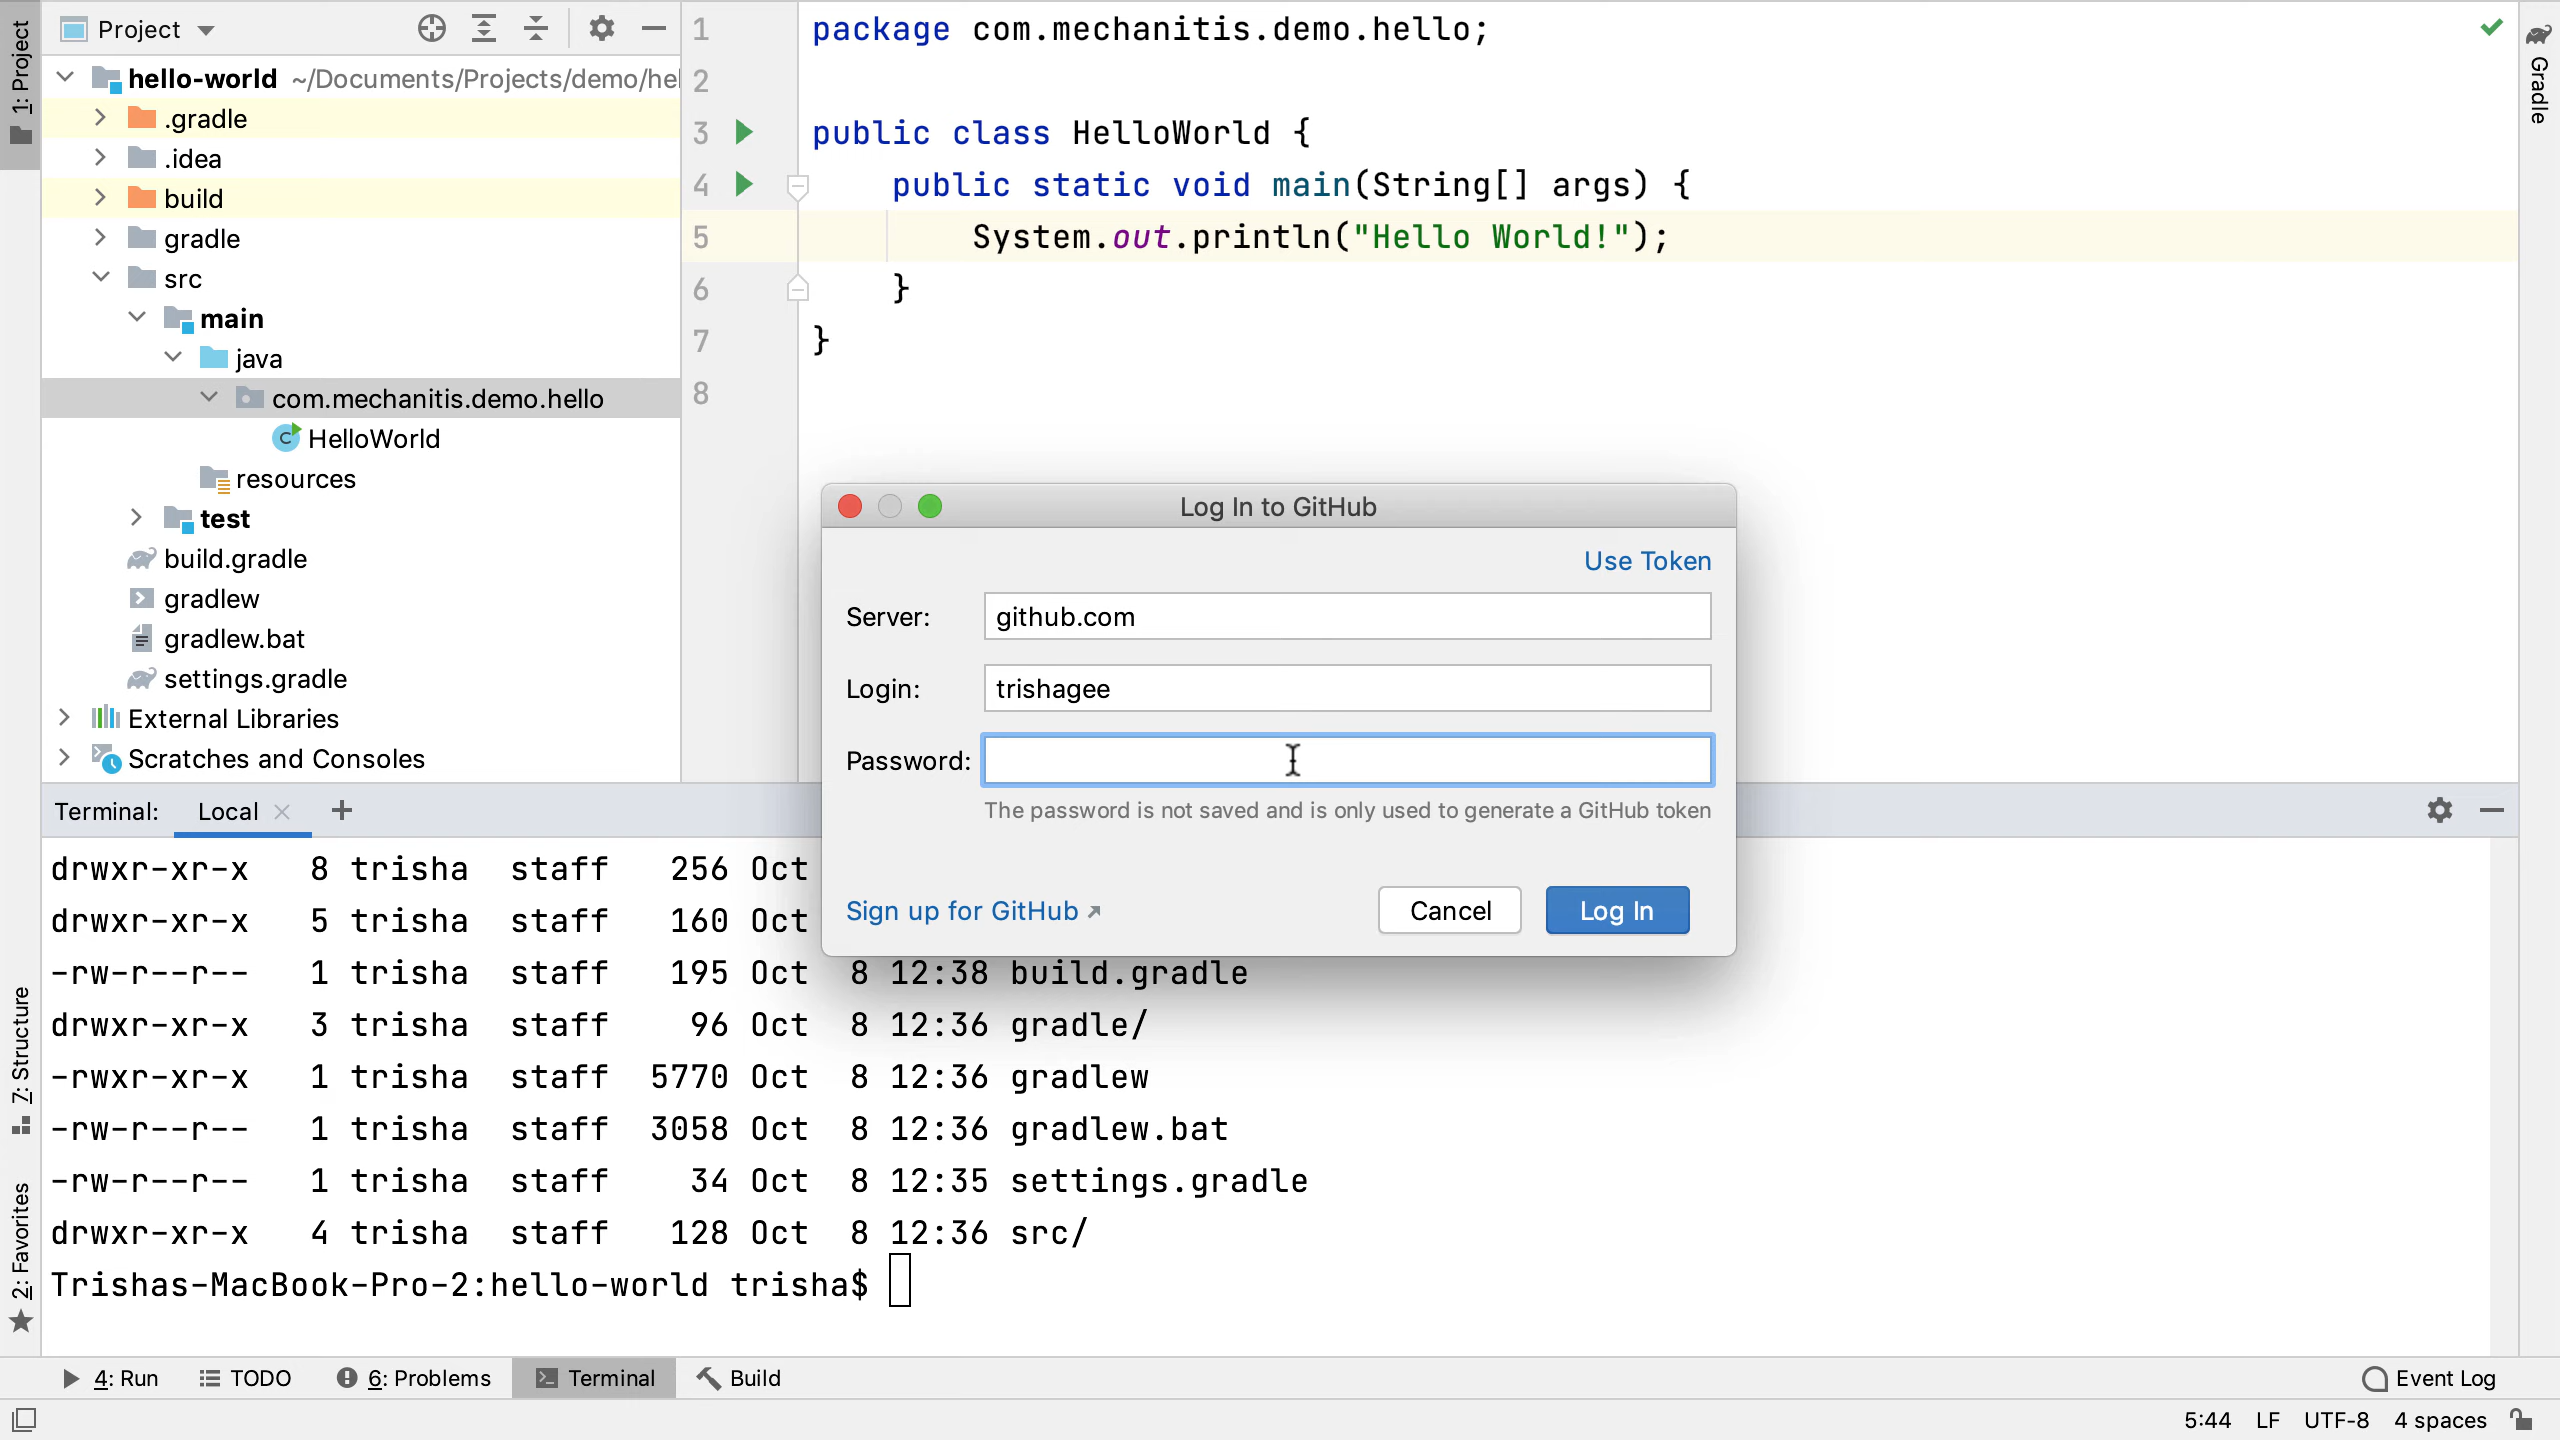 1: Project
Project
hello-world ~/Documents/Projects/demo/hel
.gradle
.idea
build
gradle
src
main
java
com.mechanitis.demo.hello
HelloWorld
resources
test
build.gradle
gradlew
gradlew.bat
settings.gradle
External Libraries
Scratches and Consoles
1 package com.mechanitis.demo.hello;
2
3 public class HelloWorld {
4 public static void main(String[] args) {
5 System.out.println("Hello World!");
6 }
7 }
8
Gradle
Log In to GitHub
Use Token
Server: github.com
Login: trishagee
Password:
The password is not saved and is only used to generate a GitHub token
Sign up for GitHub
Cancel
Log In
Terminal: Local
drwxr-xr-x 8 trisha staff 256 Oct
drwxr-xr-x 5 trisha staff 160 Oct
-rw-r--r-- 1 trisha staff 195 Oct 8 12:38 build.gradle
drwxr-xr-x 3 trisha staff 96 Oct 8 12:36 gradle/
-rwxr-xr-x 1 trisha staff 5770 Oct 8 12:36 gradlew
-rw-r--r-- 1 trisha staff 3058 Oct 8 12:36 gradlew.bat
-rw-r--r-- 1 trisha staff 34 Oct 8 12:35 settings.gradle
drwxr-xr-x 4 trisha staff 128 Oct 8 12:36 src/
Trishas-MacBook-Pro-2:hello-world trisha$
7: Structure
2: Favorites
4: Run TODO 6: Problems Terminal Build Event Log
5:44 LF UTF-8 4 spaces